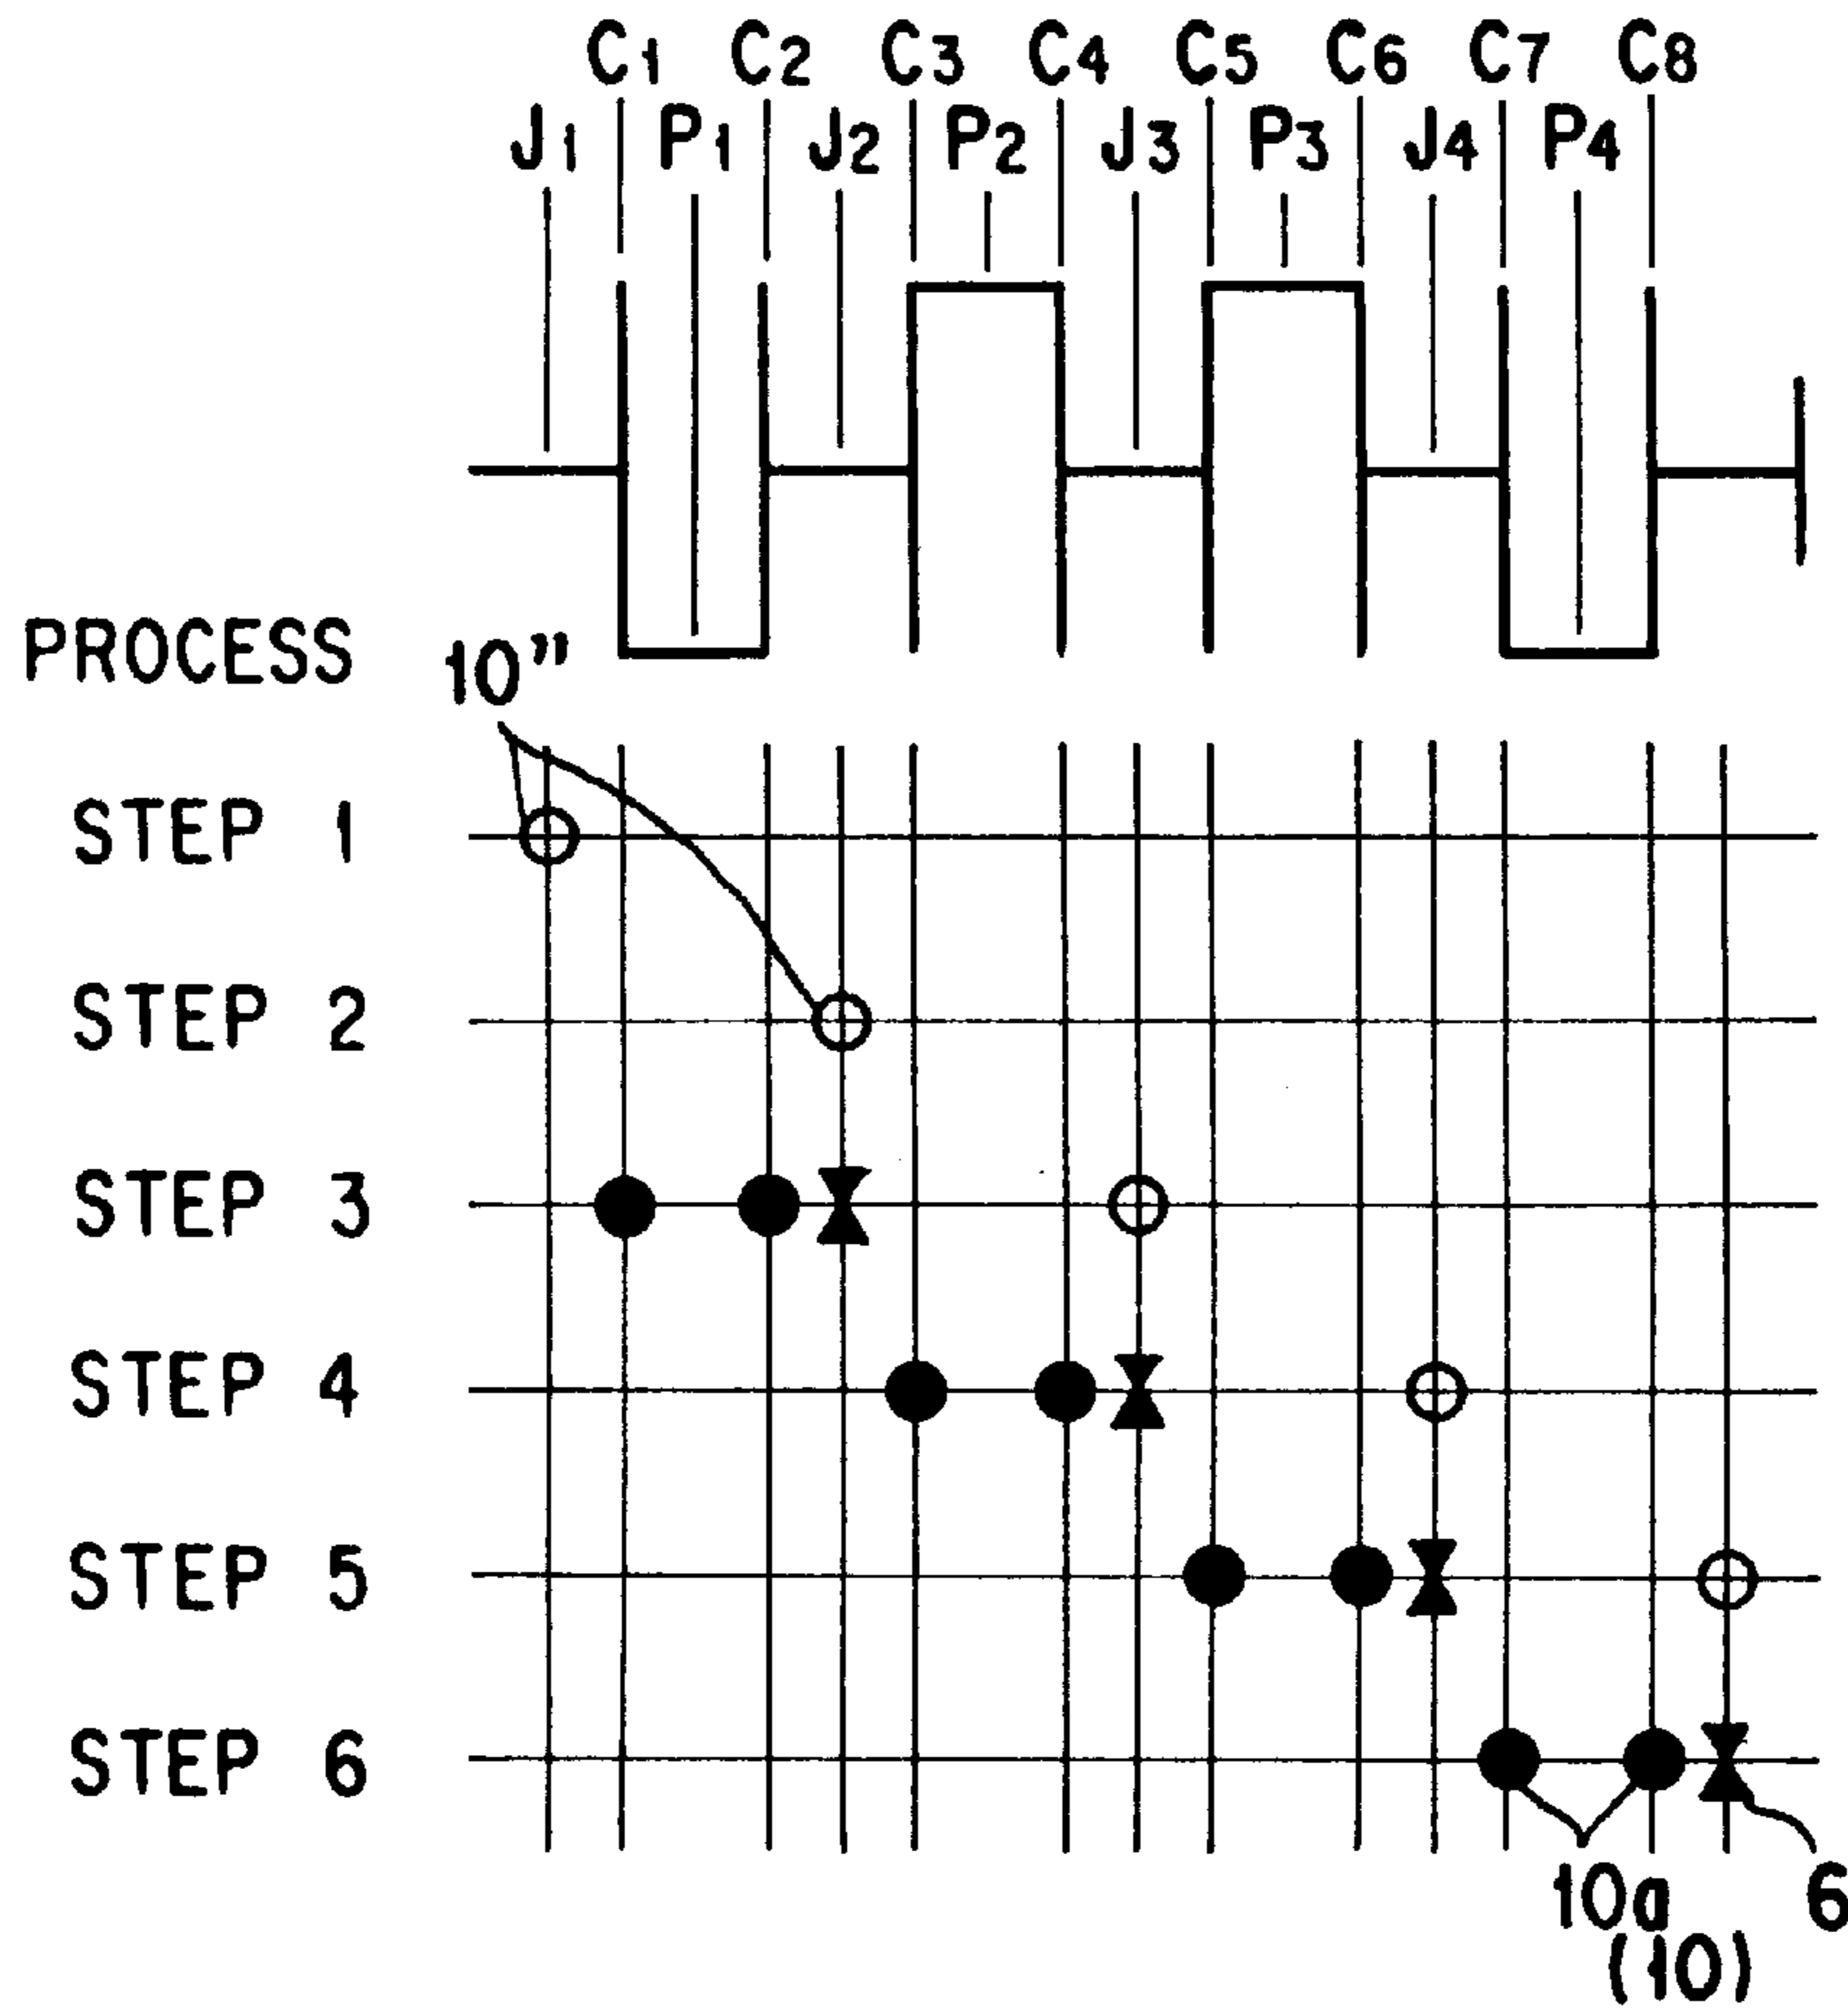 C1 C2 C3 C4 C5 C6 C7 C8
J1 P1 J2 P2 J3 P3 J4 P4
PROCESS
10"
STEP 1
STEP 2
STEP 3
STEP 4
STEP 5
STEP 6
10a 6
(10)